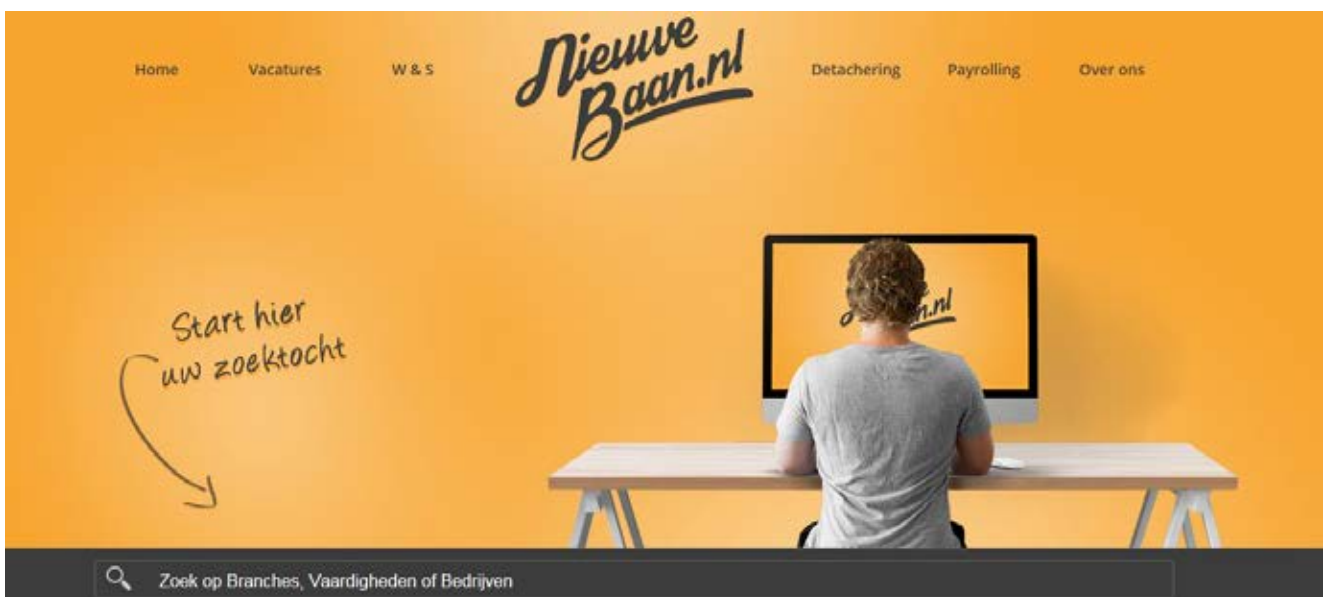 Home Vacatures W & S Nieuwe Detachering Payrolling Over ons
Baan.nl
n.nl
Start hier
uw zoektocht
Zoek op Branches, Vaardigheden of Bedrijven